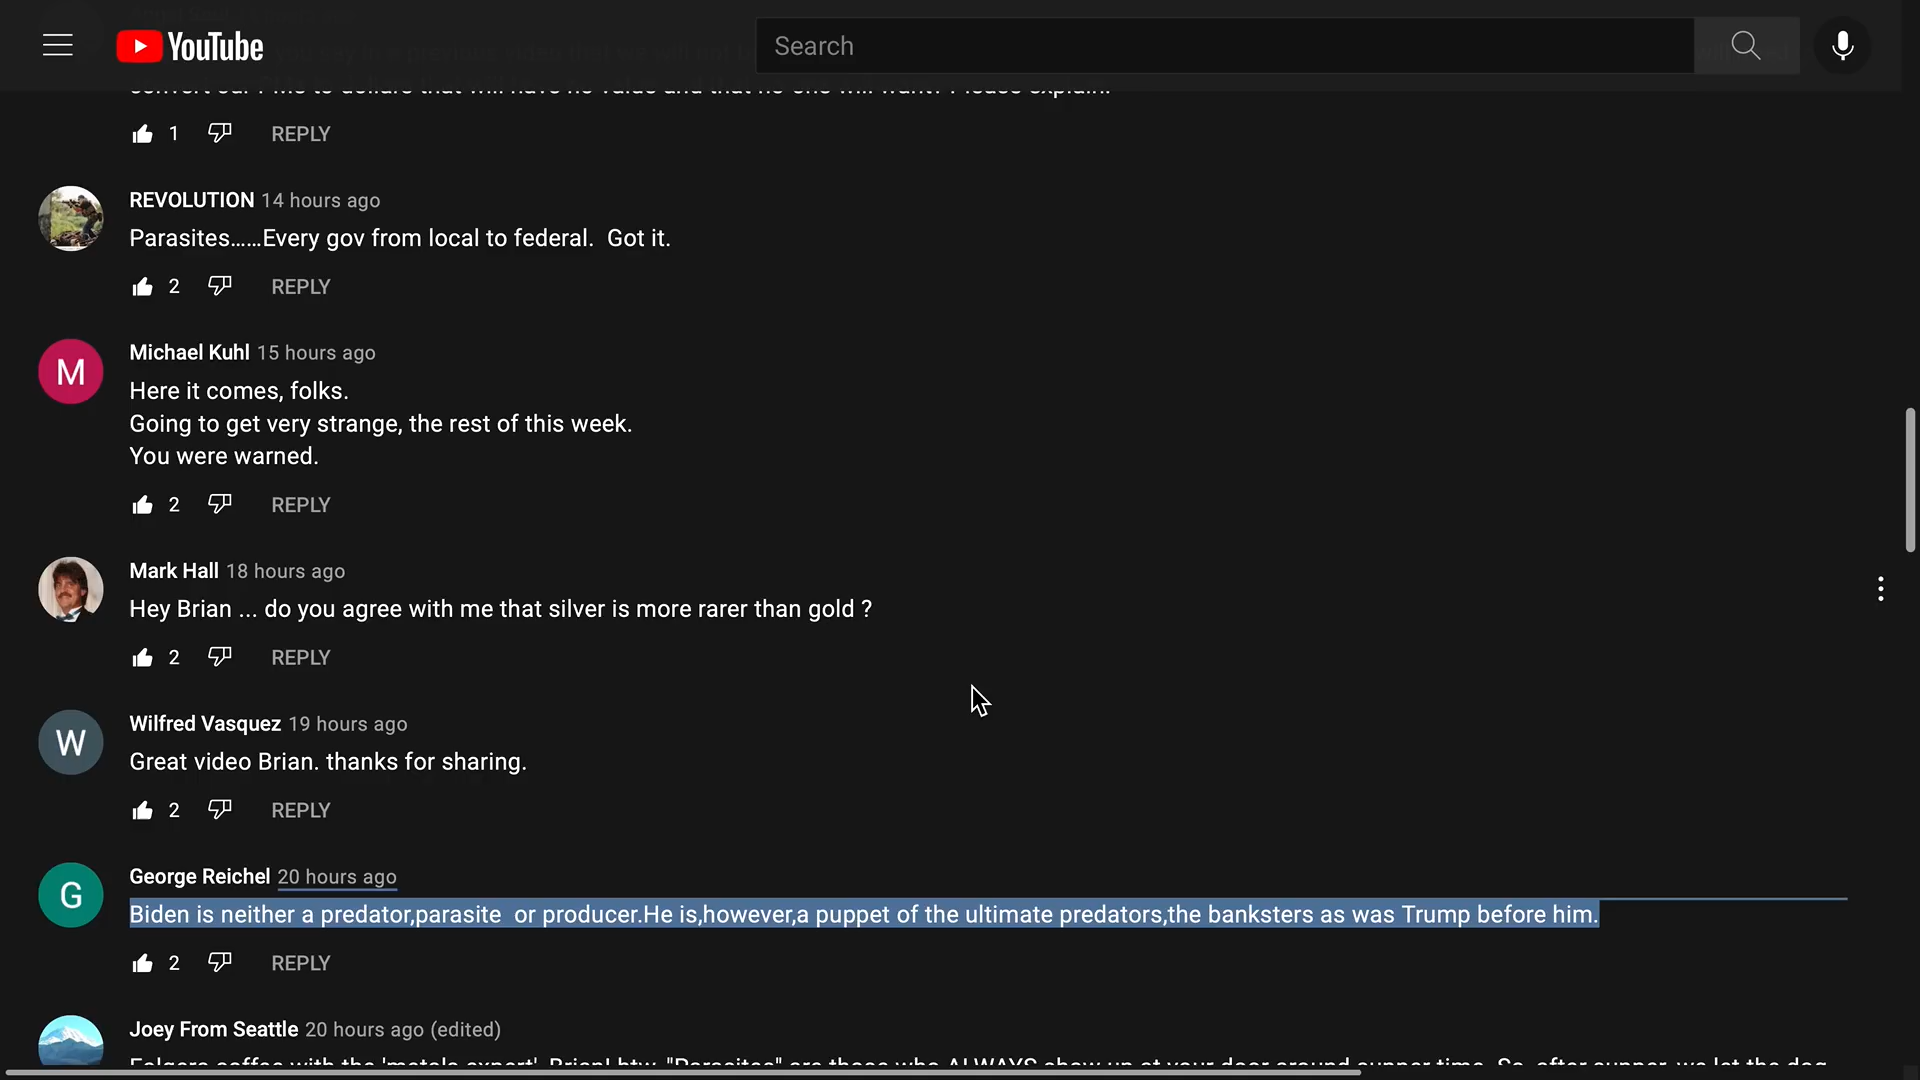 YouTube
Search
REPLY
1
REVOLUTION 14 hours ago
Parasites......Every gov from local to federal.  Got it.
2 REPLY
M
Michael Kuhl 15 hours ago
Here it comes, folks.
Going to get very strange, the rest of this week.
You were warned.
2 REPLY
Mark Hall 18 hours ago
Hey Brian ... do you agree with me that silver is more rarer than gold ?
2 REPLY
W
Wilfred Vasquez 19 hours ago
Great video Brian. thanks for sharing.
2 REPLY
G
George Reichel 20 hours ago
Biden is neither a predator,parasite  or producer.He is,however,a puppet of the ultimate predators,the banksters as was Trump before him.
2 REPLY
Joey From Seattle 20 hours ago (edited)